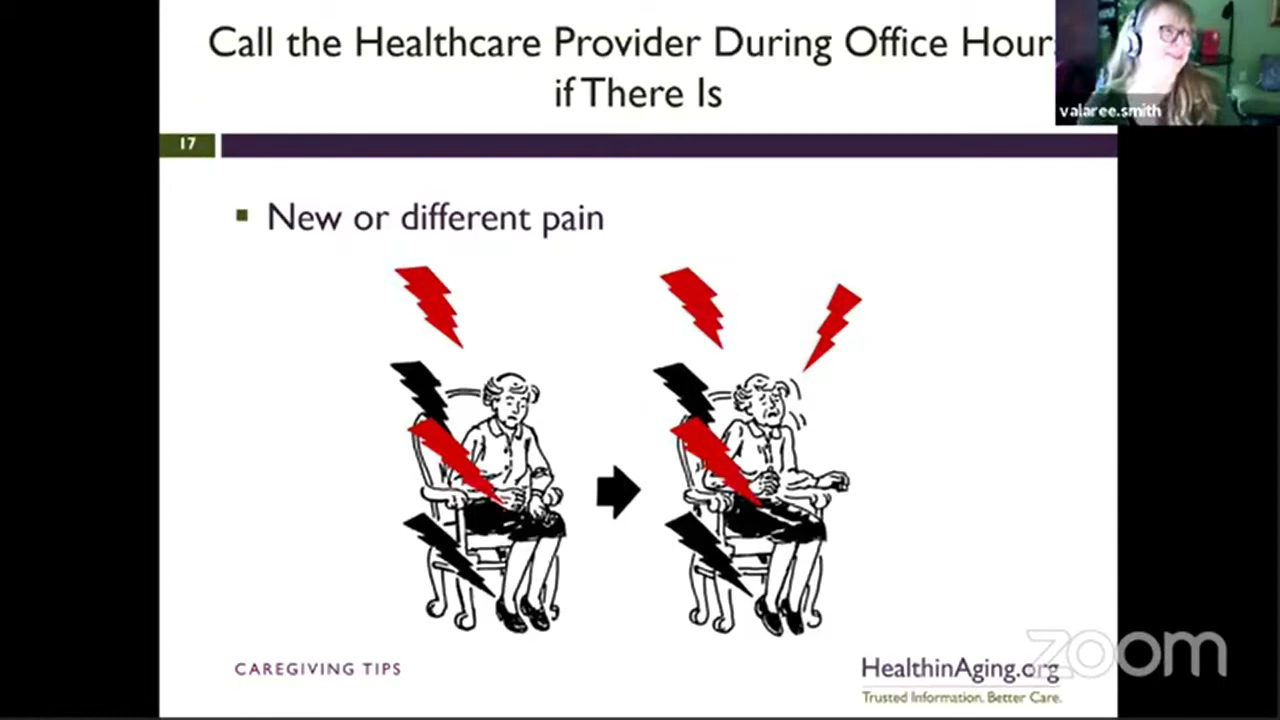 Call the Healthcare Provider During Office Hour
if There Is
valaree.smith
17
New or different pain
CAREGIVING TIPS
HealthinAging.org
Trusted Information. Better Care.
zoom